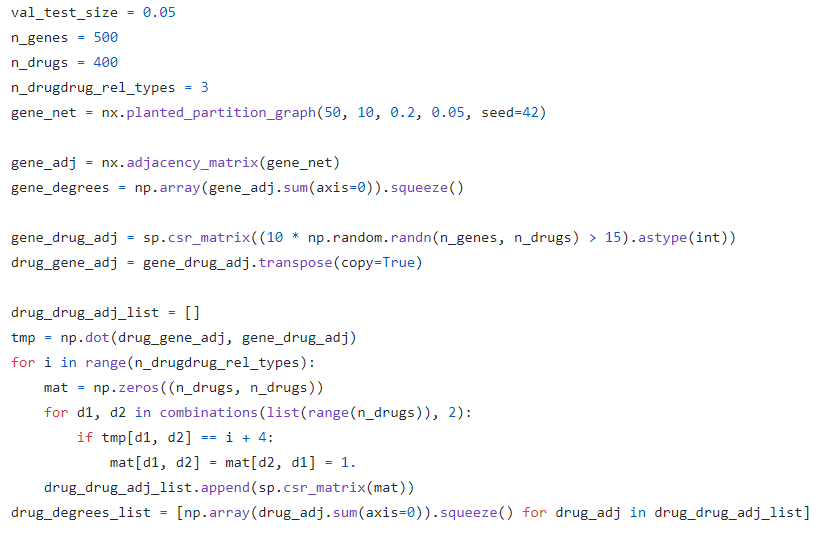 val_test_size = 0.05
n_genes = 500
n_drugs = 400
n_drugdrug_rel_types = 3
gene_net = nx.planted_partition_graph(50, 10, 0.2, 0.05, seed=42)

gene_adj = nx.adjacency_matrix(gene_net)
gene_degrees = np.array(gene_adj.sum(axis=0)).squeeze()

gene_drug_adj = sp.csr_matrix((10 * np.random.randn(n_genes, n_drugs) > 15).astype(int))
drug_gene_adj = gene_drug_adj.transpose(copy=True)

drug_drug_adj_list = []
tmp = np.dot(drug_gene_adj, gene_drug_adj)
for i in range(n_drugdrug_rel_types):
    mat = np.zeros((n_drugs, n_drugs))
    for d1, d2 in combinations(list(range(n_drugs)), 2):
        if tmp[d1, d2] == i + 4:
            mat[d1, d2] = mat[d2, d1] = 1.
    drug_drug_adj_list.append(sp.csr_matrix(mat))
drug_degrees_list = [np.array(drug_adj.sum(axis=0)).squeeze() for drug_adj in drug_drug_adj_list]